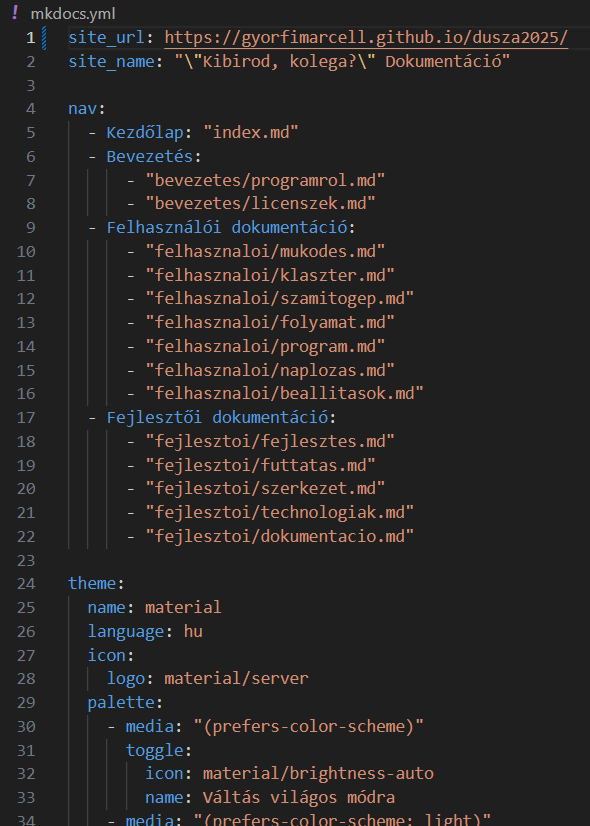 ! mkdocs.yml
1 site_url: https://gyorfimarcell.github.io/dusza2025/
2 site_name: "\"Kibirod, kolega?\" Dokumentáció"
3
4 nav:
5 - Kezdőlap: "index.md"
6 - Bevezetés:
7 - "bevezetes/programrol.md"
8 - "bevezetes/licenszek.md"
9 - Felhasználói dokumentáció:
10 - "felhasznaloi/mukodes.md"
11 - "felhasznaloi/klaszter.md"
12 - "felhasznaloi/szamitogep.md"
13 - "felhasznaloi/folyamat.md"
14 - "felhasznaloi/program.md"
15 - "felhasznaloi/naplozas.md"
16 - "felhasznaloi/beallitasok.md"
17 - Fejlesztői dokumentáció:
18 - "fejlesztoi/fejlesztes.md"
19 - "fejlesztoi/futtatas.md"
20 - "fejlesztoi/szerkezet.md"
21 - "fejlesztoi/technologiak.md"
22 - "fejlesztoi/dokumentacio.md"
23
24 theme:
25 name: material
26 language: hu
27 icon:
28 logo: material/server
29 palette:
30 - media: "(prefers-color-scheme)"
31 toggle:
32 icon: material/brightness-auto
33 name: Váltás világos módra
34 - media: "(prefers-color-scheme: light)"